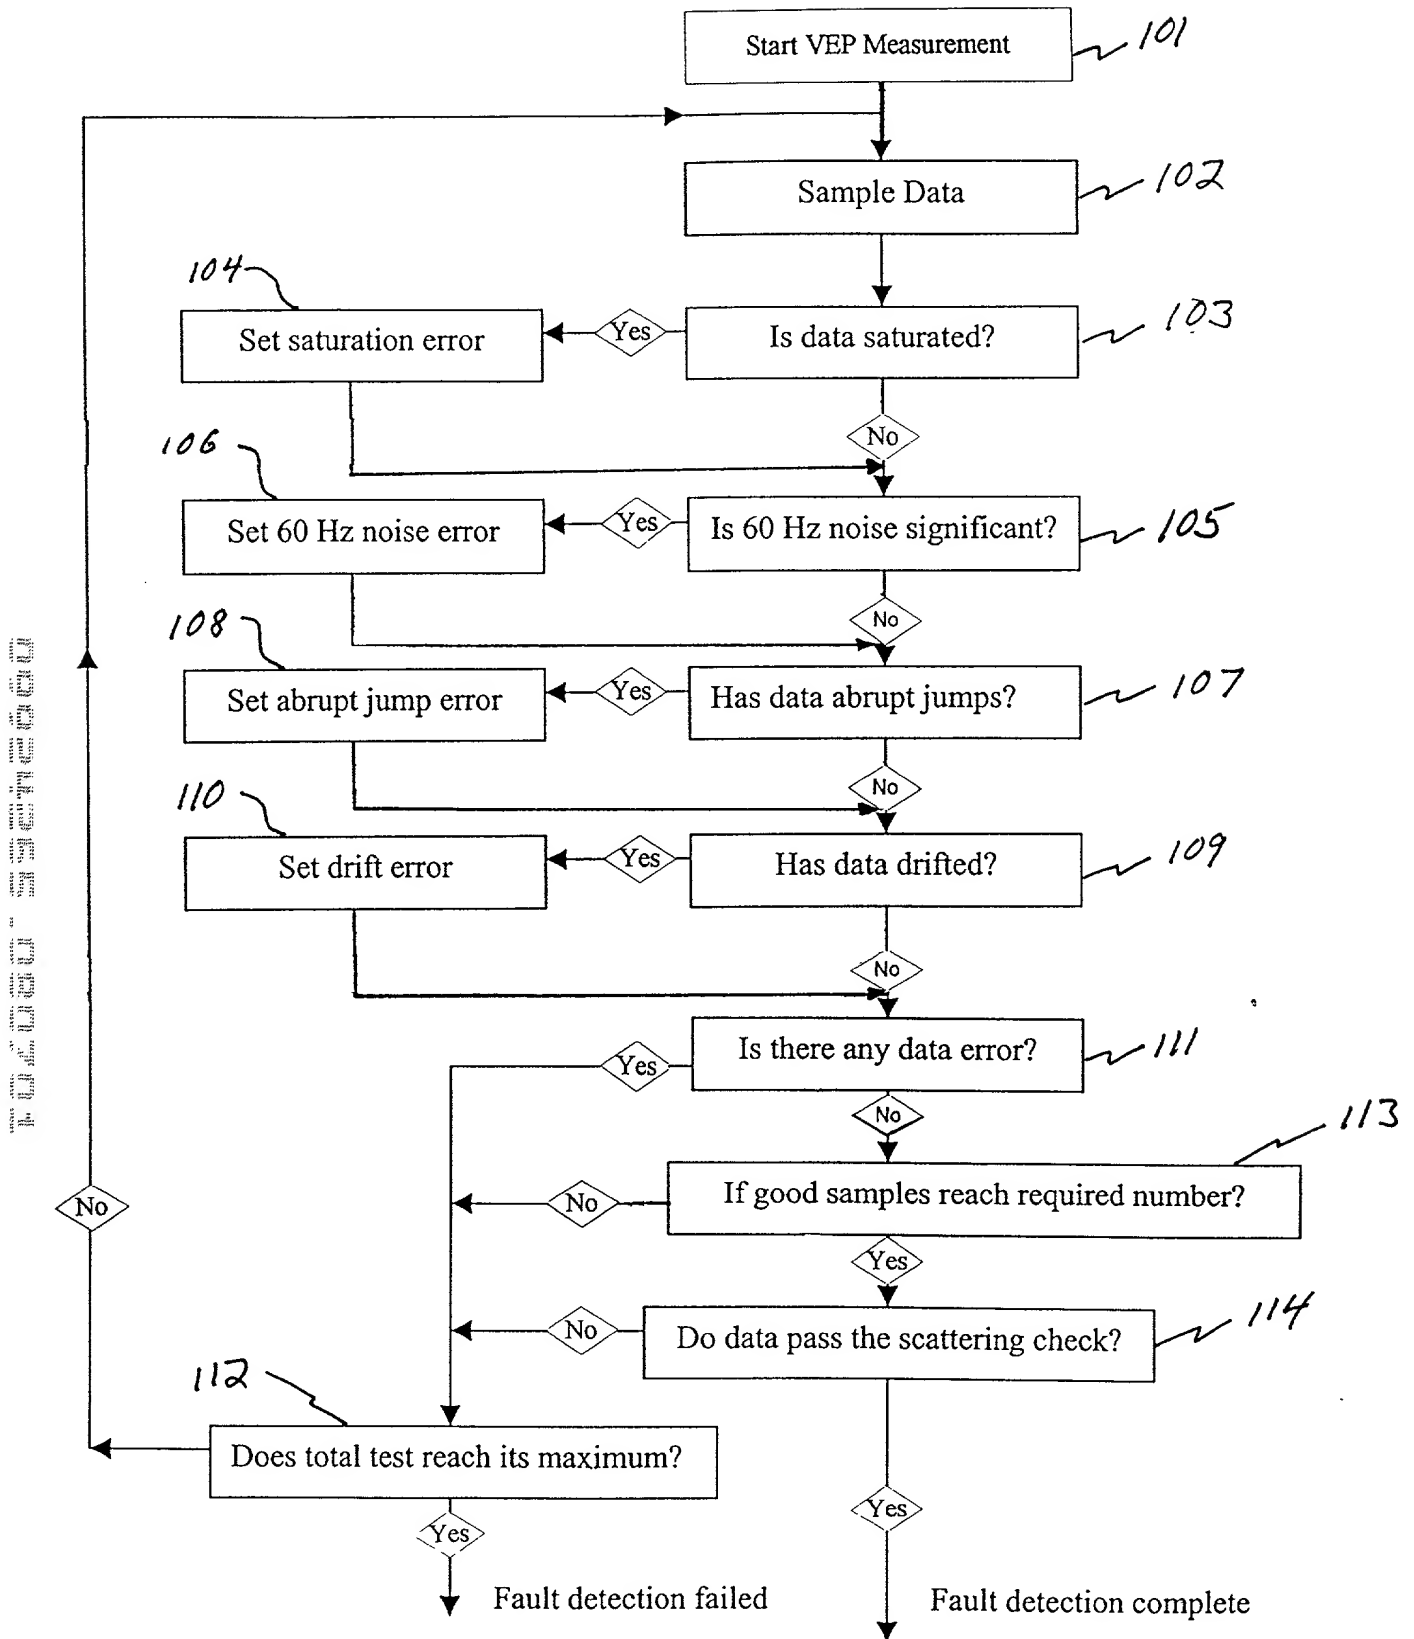 Start VEP Measurement
101
Sample Data
102
104
Set saturation error
Yes
Is data saturated?
103
No
106
Set 60 Hz noise error
Yes
Is 60 Hz noise significant?
105
No
108
Set abrupt jump error
Yes
Has data abrupt jumps?
107
No
110
Set drift error
Yes
Has data drifted?
109
No
Is there any data error?
111
Yes
No
113
If good samples reach required number?
No
No
Yes
114
Do data pass the scattering check?
No
112
Does total test reach its maximum?
Yes
Yes
Fault detection failed
Fault detection complete